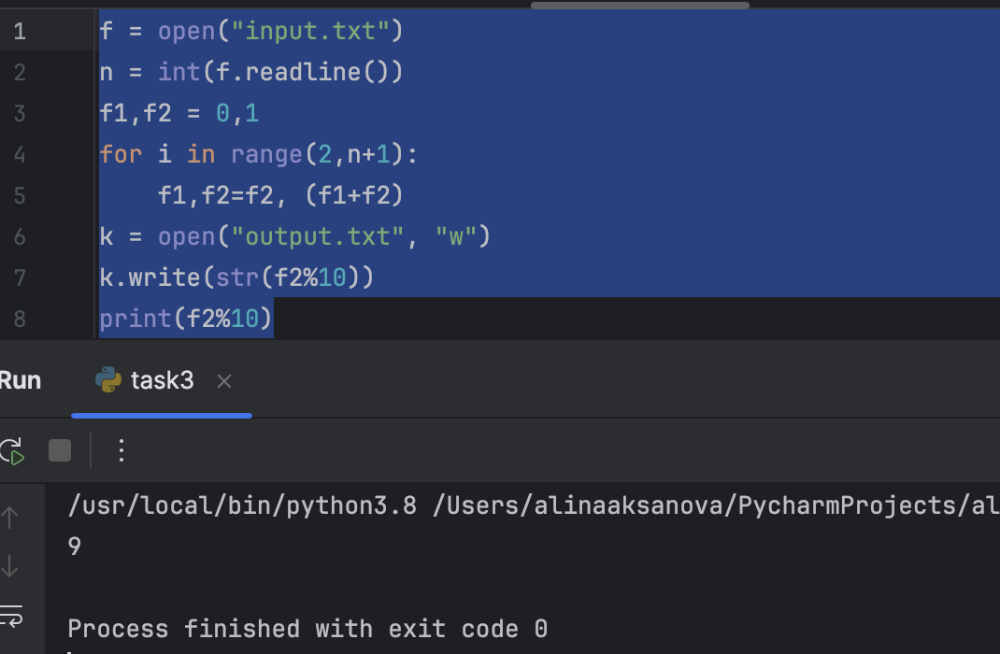 1 f = open("input.txt")
2 n = int(f.readline())
3 f1,f2 = 0,1
4 for i in range(2,n+1):
5     f1,f2=f2, (f1+f2)
6 k = open("output.txt", "w")
7 k.write(str(f2%10))
8 print(f2%10)
Run task3
/usr/local/bin/python3.8 /Users/alinaaksanova/PycharmProjects/al
9
Process finished with exit code 0